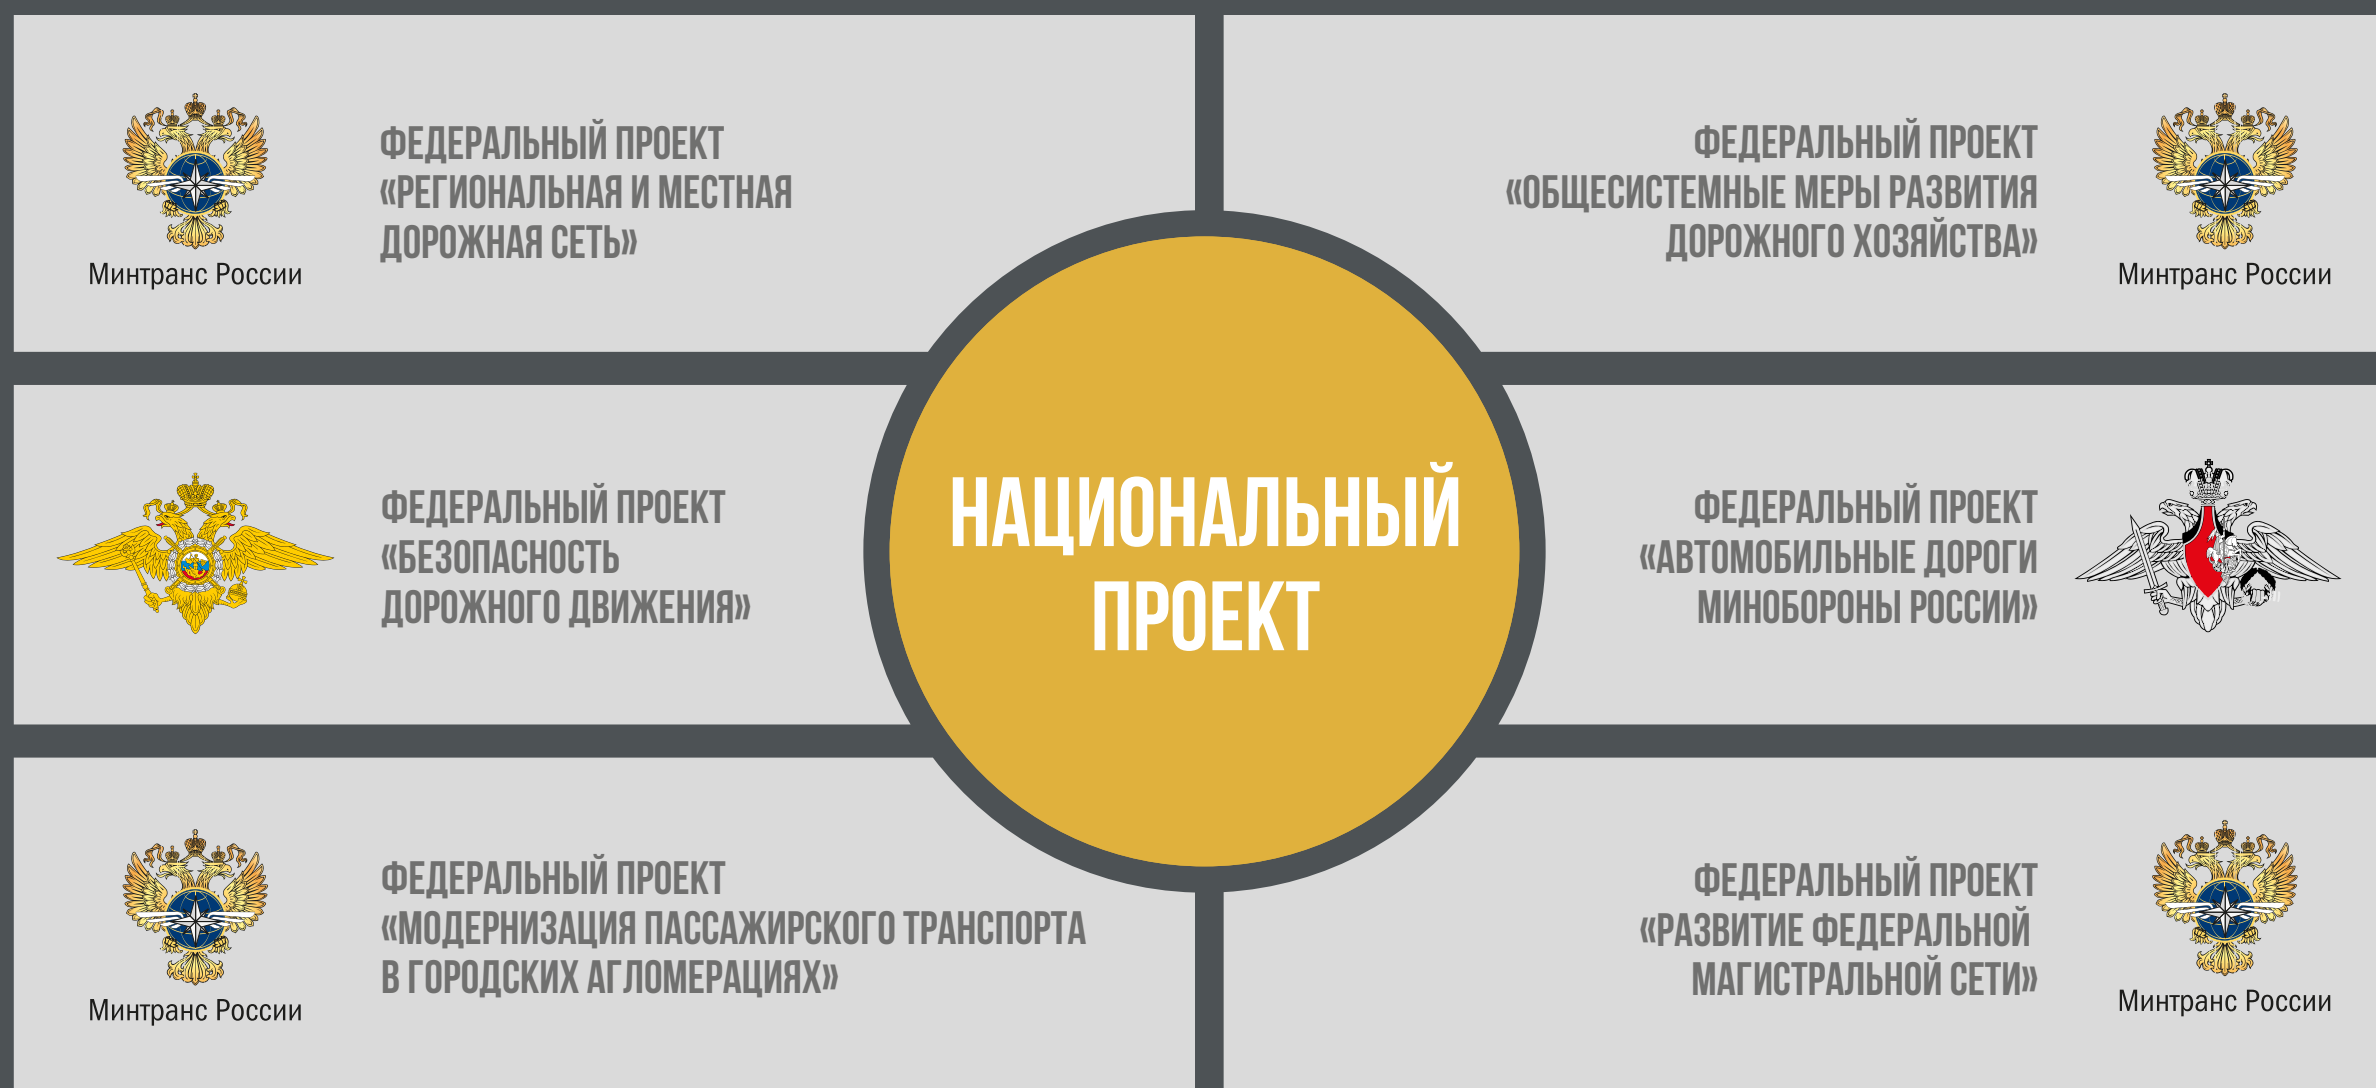 ФЕДЕРАЛЬНЫЙ ПРОЕКТ
«РЕГИОНАЛЬНАЯ И МЕСТНАЯ
ДОРОЖНАЯ СЕТЬ»
Минтранс России
ФЕДЕРАЛЬНЫЙ ПРОЕКТ
«ОБЩЕСИСТЕМНЫЕ МЕРЫ РАЗВИТИЯ
ДОРОЖНОГО ХОЗЯЙСТВА»
Минтранс России
ФЕДЕРАЛЬНЫЙ ПРОЕКТ
«БЕЗОПАСНОСТЬ
ДОРОЖНОГО ДВИЖЕНИЯ»
НАЦИОНАЛЬНЫЙ
ПРОЕКТ
ФЕДЕРАЛЬНЫЙ ПРОЕКТ
«АВТОМОБИЛЬНЫЕ ДОРОГИ
МИНОБОРОНЫ РОССИИ»
ФЕДЕРАЛЬНЫЙ ПРОЕКТ
«МОДЕРНИЗАЦИЯ ПАССАЖИРСКОГО ТРАНСПОРТА
В ГОРОДСКИХ АГЛОМЕРАЦИЯХ»
Минтранс России
ФЕДЕРАЛЬНЫЙ ПРОЕКТ
«РАЗВИТИЕ ФЕДЕРАЛЬНОЙ
МАГИСТРАЛЬНОЙ СЕТИ»
Минтранс России